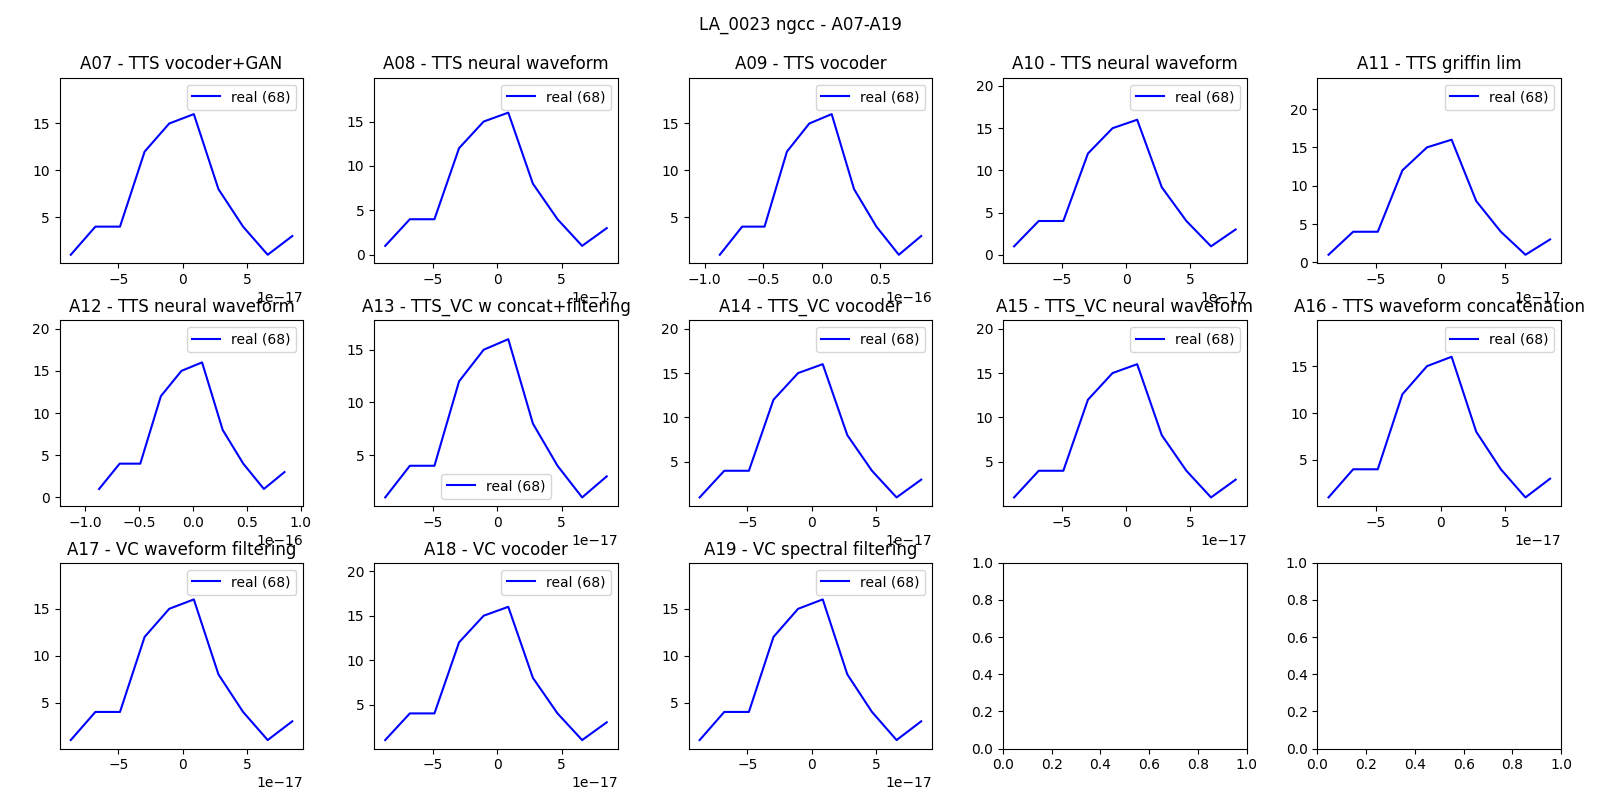 LA_0023 ngcc - A07-A19
A07 - TTS vocoder+GAN
A08 - TTS neural waveform
A09 - TTS vocoder
A10 - TTS neural waveform
A11 - TTS griffin lim
real (68)
5
10
15
−5
0
5
1e−17
real (68)
0
5
10
15
−5
0
5
1e−17
real (68)
5
10
15
−1.0
−0.5
0.0
0.5
1e−16
real (68)
0
5
10
15
20
−5
0
5
1e−17
real (68)
0
5
10
15
20
−5
0
5
1e−17
A12 - TTS neural waveform
A13 - TTS_VC w concat+filtering
A14 - TTS_VC vocoder
A15 - TTS_VC neural waveform
A16 - TTS waveform concatenation
real (68)
0
5
10
15
20
−1.0
−0.5
0.0
0.5
1.0
1e−16
real (68)
5
10
15
−5
0
5
1e−17
real (68)
5
10
15
20
−5
0
5
1e−17
real (68)
5
10
15
20
−5
0
5
1e−17
real (68)
5
10
15
−5
0
5
1e−17
A17 - VC waveform filtering
A18 - VC vocoder
A19 - VC spectral filtering
real (68)
5
10
15
−5
0
5
1e−17
real (68)
5
10
15
20
−5
0
5
1e−17
real (68)
5
10
15
−5
0
5
1e−17
0.0
0.2
0.4
0.6
0.8
1.0
0.0
0.2
0.4
0.6
0.8
1.0
0.0
0.2
0.4
0.6
0.8
1.0
0.0
0.2
0.4
0.6
0.8
1.0